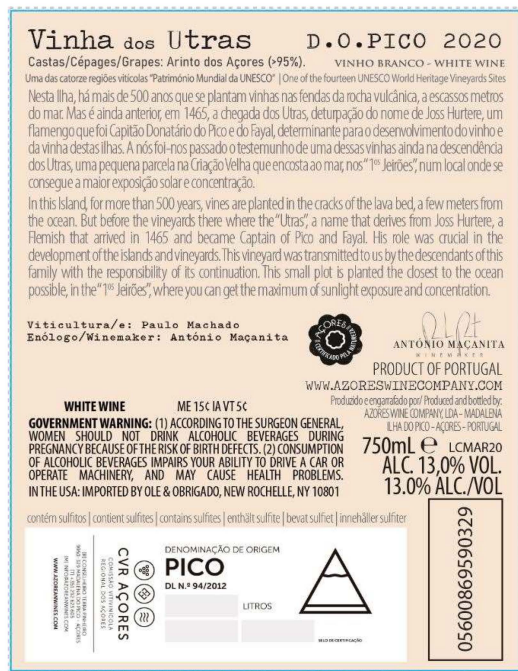 Vinha dos Utras D.O.PICO 2020
Castas/Cépages/Grapes: Arinto dos Açores (>95%). VINHO BRANCO - WHITE WINE
Uma das catorze regiões vitícolas "Património Mundial da UNESCO" | One of the fourteen UNESCO World Heritage Vineyards Sites
Nesta Ilha, há mais de 500 anos que se plantam vinhas nas fendas da rocha vulcânica, a escassos metros
do mar. Mas é ainda anterior, em 1465, a chegada dos Utras, deturpação do nome de Joss Hurtere, um
flamengo que foi Capitão Donatário do Pico e do Fayal, determinante para o desenvolvimento do vinho e
da vinha destas ilhas. A nós foi-nos passado o testemunho de uma dessas vinhas ainda na descendência
dos Utras, uma pequena parcela na Criação Velha que encosta ao mar, nos "1ºs Jeirões", num local onde se
consegue a maior exposição solar e concentração.
In this Island, for more than 500 years, vines are planted in the cracks of the lava bed, a few meters from
the ocean. But before the vineyards there where the "Utras", a name that derives from Joss Hurtere, a
Flemish that arrived in 1465 and became Captain of Pico and Fayal. His role was crucial in the
development of the islands and vineyards. This vineyard was transmitted to us by the descendants of this
family with the responsibility of its continuation. This small plot is planted the closest to the ocean
possible, in the "1ºs Jeirões", where you can get the maximum of sunlight exposure and concentration.
Viticultura/e: Paulo Machado
Enólogo/Winemaker: António Maçanita
AÇORES
CERTIFICADO PELA NATUREZA
ANTÓNIO MAÇANITA
WINEMAKER
PRODUCT OF PORTUGAL
WWW.AZORESWINECOMPANY.COM
Produzido e engarrafado por/ Produced and bottled by:
AZORES WINE COMPANY, LDA - MADALENA
ILHA DO PICO - AÇORES - PORTUGAL
WHITE WINE ME 15¢ IA VT 5¢
GOVERNMENT WARNING: (1) ACCORDING TO THE SURGEON GENERAL,
WOMEN SHOULD NOT DRINK ALCOHOLIC BEVERAGES DURING
PREGNANCY BECAUSE OF THE RISK OF BIRTH DEFECTS. (2) CONSUMPTION
OF ALCOHOLIC BEVERAGES IMPAIRS YOUR ABILITY TO DRIVE A CAR OR
OPERATE MACHINERY, AND MAY CAUSE HEALTH PROBLEMS.
IN THE USA: IMPORTED BY OLE & OBRIGADO, NEW ROCHELLE, NY 10801
750mL e LCMAR20
ALC. 13,0% VOL.
13.0% ALC./VOL
contém sulfitos | contient sulfites | contains sulfites | enthält sulfite | bevat sulfiet | innehåller sulfiter
05600869590329
CVRAÇORES
COMISSÃO VITIVINÍCOLA
REGIONAL DOS AÇORES
WWW.AZOREANWINES.COM
DENOMINAÇÃO DE ORIGEM
PICO
DL N.º 94/2012
LITROS
SELO DE CERTIFICAÇÃO